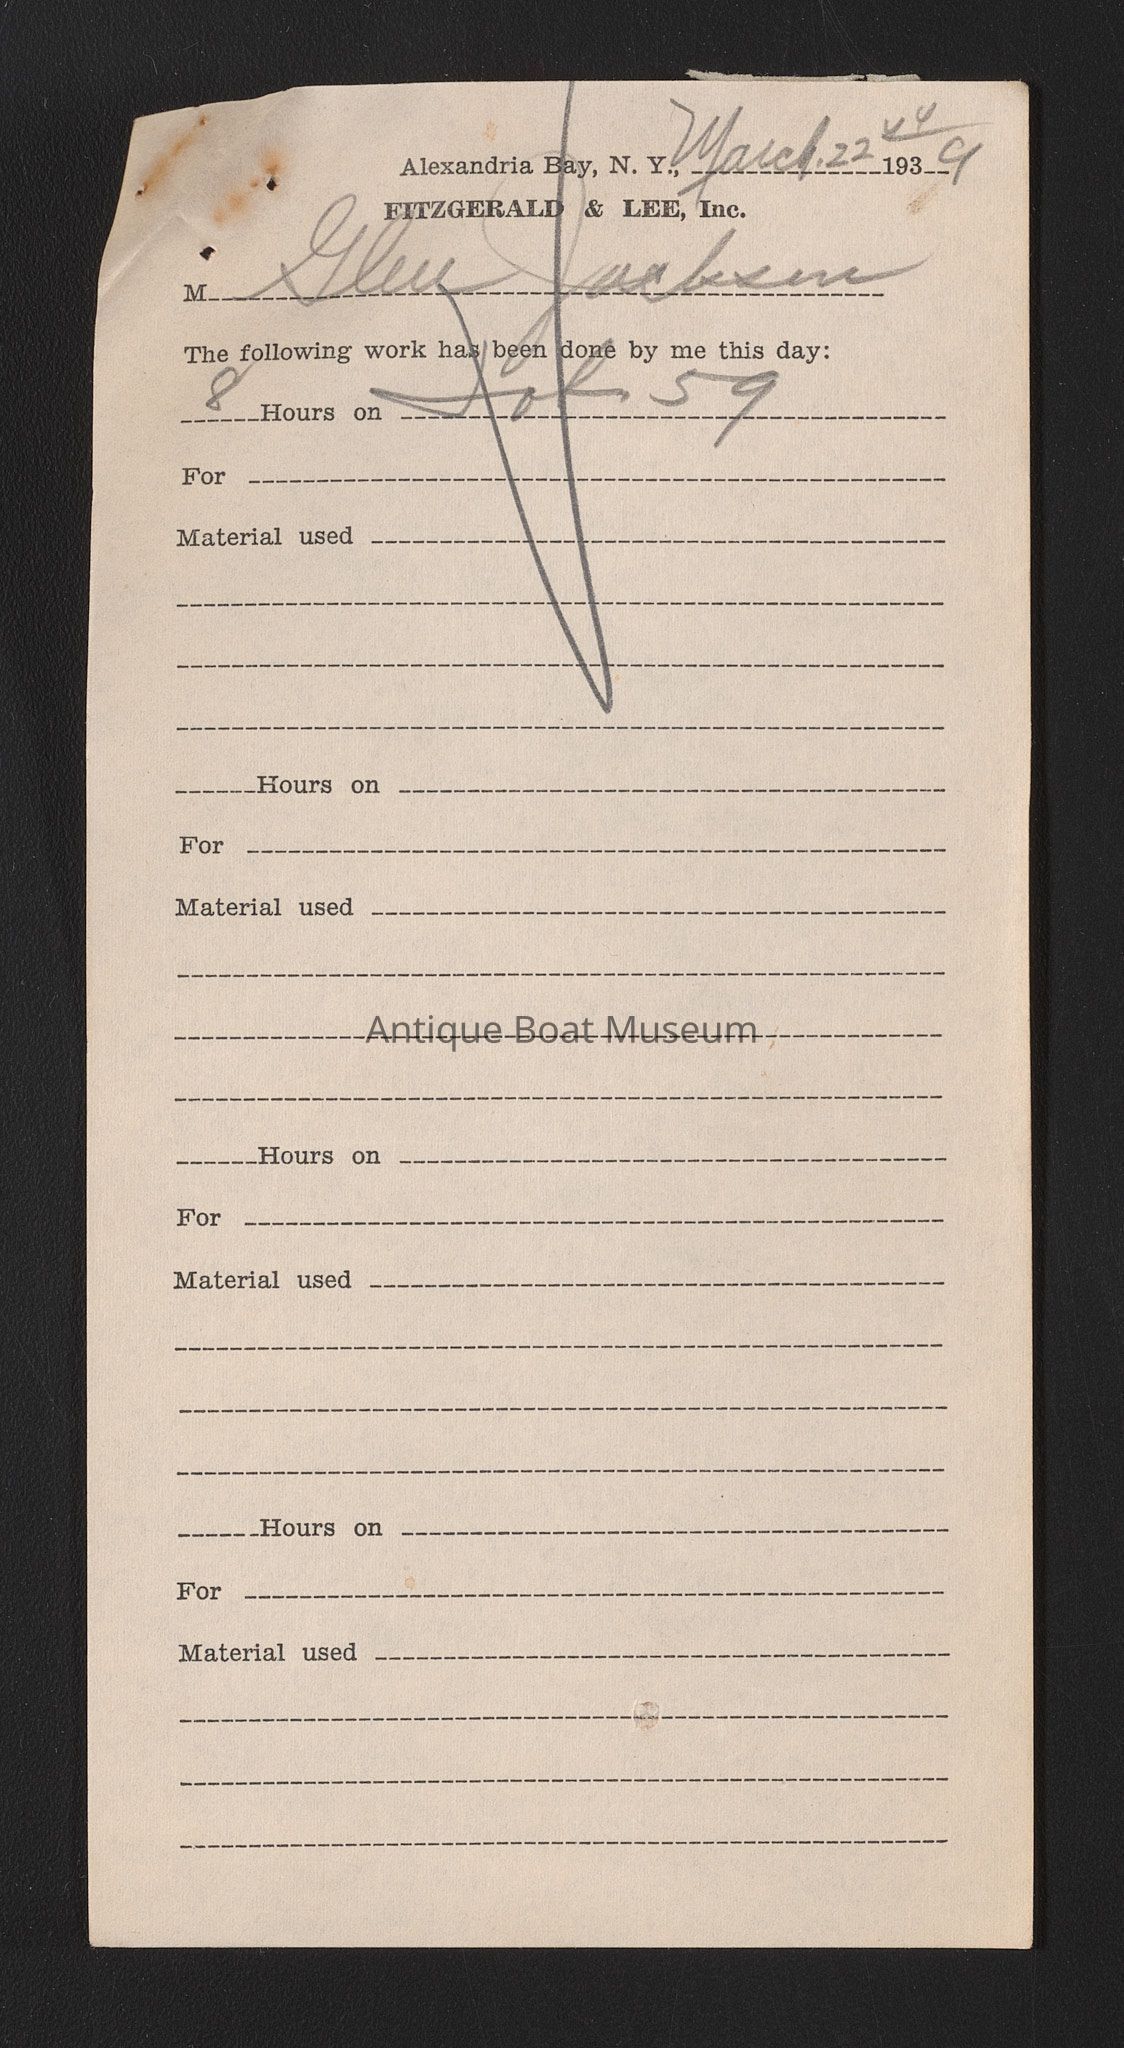 Alexandria Bay, N. Y., March. 22 44 1939
FITZGERALD & LEE, Inc.
M Glen Jackson
The following work has been done by me this day:
8 Hours on Job 59
For
Material used
Hours on
For
Material used
Antique Boat Museum
Hours on
For
Material used
Hours on
For
Material used